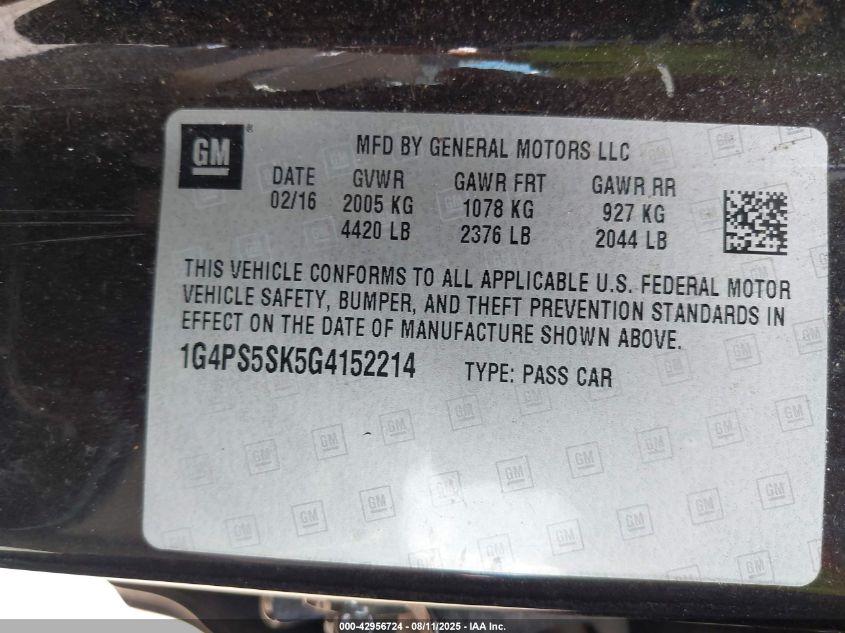 GM ®
MFD BY GENERAL MOTORS LLC
DATE GVWR GAWR FRT GAWR RR
02/16 2005 KG 1078 KG 927 KG
4420 LB 2376 LB 2044 LB
THIS VEHICLE CONFORMS TO ALL APPLICABLE U.S. FEDERAL MOTOR
VEHICLE SAFETY, BUMPER, AND THEFT PREVENTION STANDARDS IN
EFFECT ON THE DATE OF MANUFACTURE SHOWN ABOVE.
1G4PS5SK5G4152214 TYPE: PASS CAR
000-42956724 - 08/11/2025 - IAA Inc.